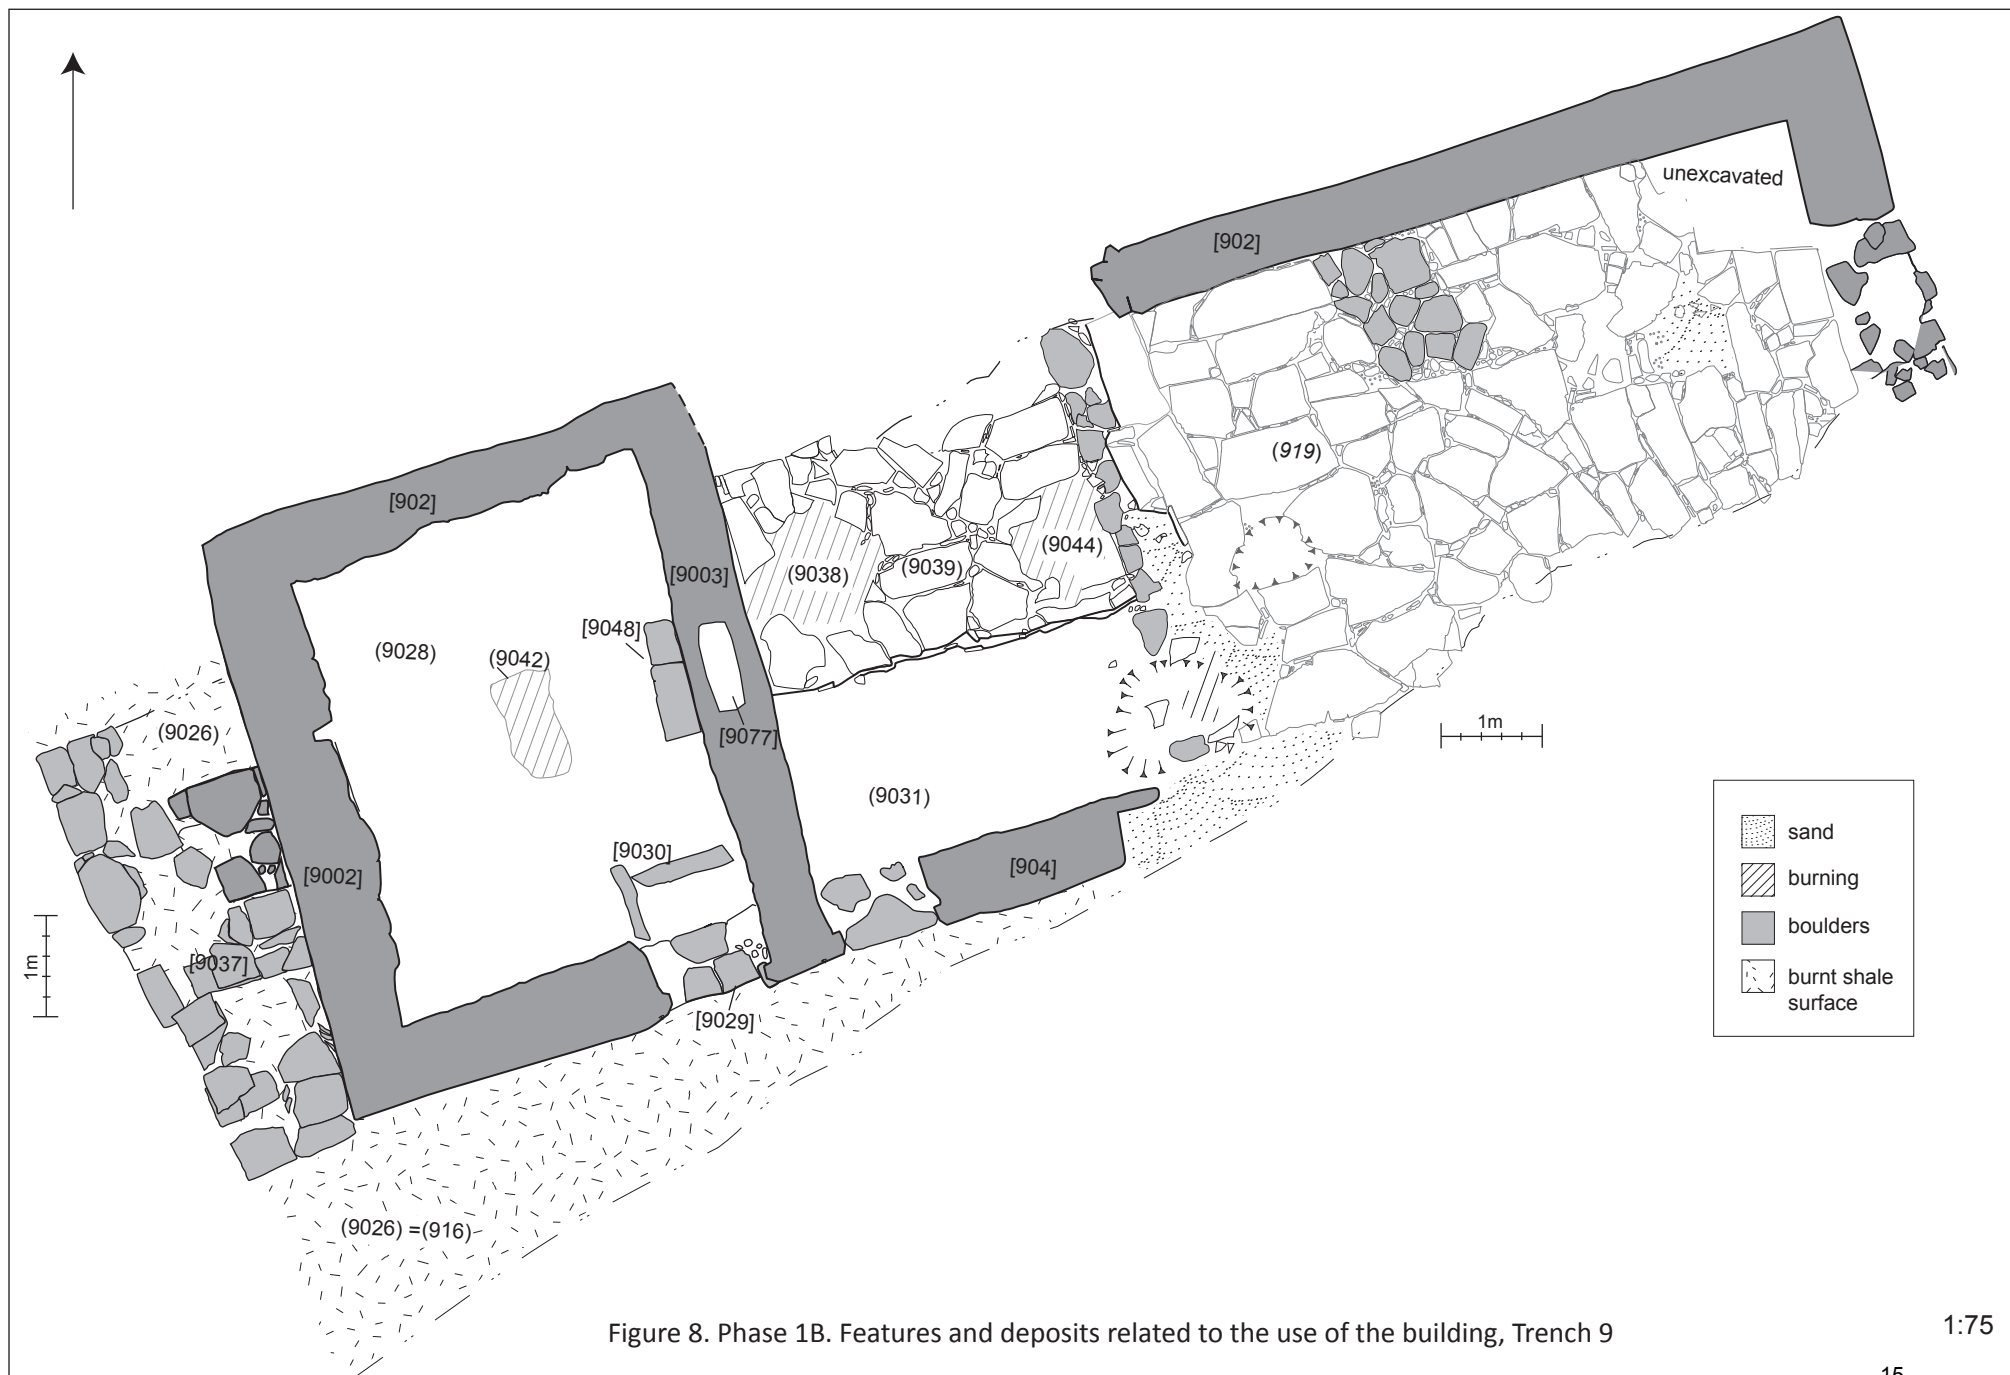 unexcavated
[902]
(919)
[902]
[9003]
(9038)
(9039)
(9044)
[9048]
(9028)
(9042)
(9026)
[9077]
1m
(9031)
sand
[9030]
[904]
burning
[9002]
boulders
[9037]
1m
burnt shale
surface
[9029]
(9026) =(916)
Figure 8. Phase 1B. Features and deposits related to the use of the building, Trench 9
1:75